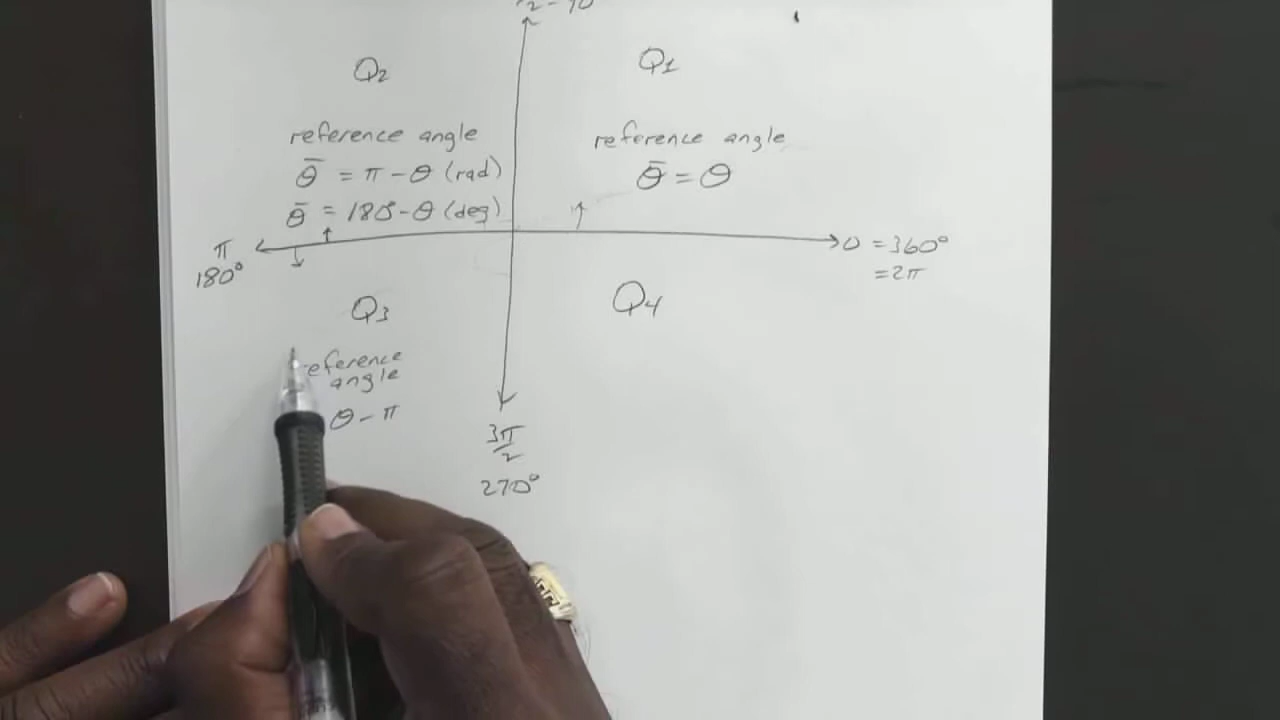 Q2
Q1
reference angle
θ̄ = π - θ (rad)
θ̄ = 180° - θ (deg)
reference angle
θ̄ = θ
π
180°
0 = 360°
= 2π
Q3
Q4
reference
angle
θ - π
3π/2
270°